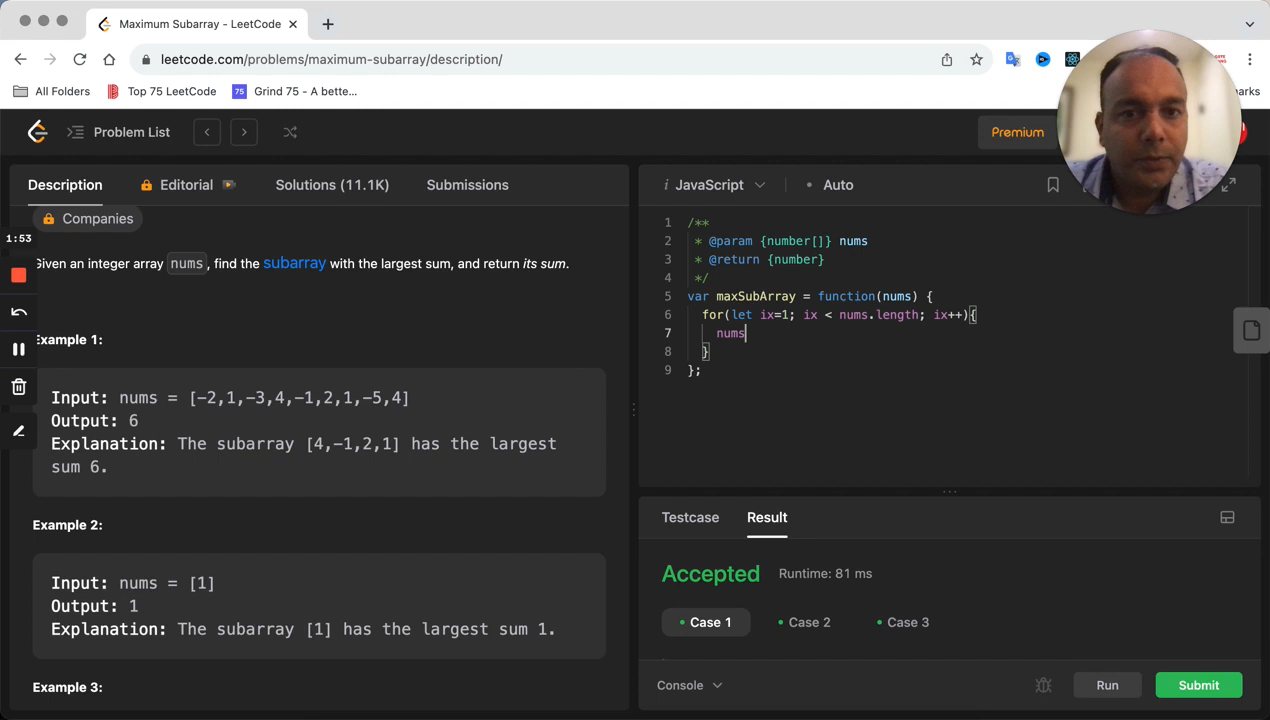 Maximum Subarray - LeetCode
leetcode.com/problems/maximum-subarray/description/
All Folders
Top 75 LeetCode
75
Grind 75 - A bette...
Problem List
Premium
Description
Editorial
Solutions (11.1K)
Submissions
Companies
1:53
Given an integer array nums, find the subarray with the largest sum, and return its sum.
Example 1:
Input: nums = [-2,1,-3,4,-1,2,1,-5,4]
Output: 6
Explanation: The subarray [4,-1,2,1] has the largest
sum 6.
Example 2:
Input: nums = [1]
Output: 1
Explanation: The subarray [1] has the largest sum 1.
Example 3:
i JavaScript
• Auto
1 /**
2 * @param {number[]} nums
3 * @return {number}
4 */
5 var maxSubArray = function(nums) {
6 for(let ix=1; ix < nums.length; ix++){
7 nums
8 }
9 };
Testcase
Result
Accepted
Runtime: 81 ms
• Case 1
• Case 2
• Case 3
Console
Run
Submit